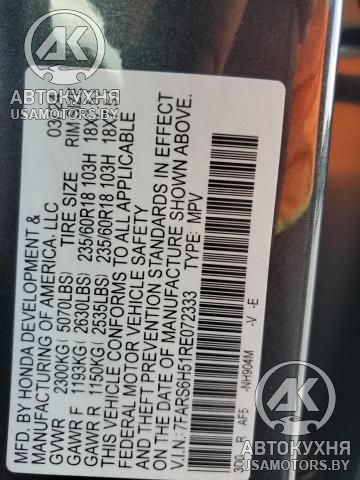 MFD. BY HONDA DEVELOPMENT &
MANUFACTURING OF AMERICA, LLC
GVWR 2300KG (5070LBS) TIRE SIZE
GAWR F 1193KG (2630LBS) 235/60R18 103H
GAWR R 1150KG (2535LBS) 235/60R18 103H
THIS VEHICLE CONFORMS TO ALL APPLICABLE
FEDERAL MOTOR VEHICLE SAFETY
AND THEFT PREVENTION STANDARDS IN EFFECT
ON THE DATE OF MANUFACTURE SHOWN ABOVE.
V.I.N.: 7FARS6H51RE072333 TYPE: MPV
AF5 -NH904M -V -E
АВТОКУХНЯ
USAMOTORS.BY
АВТОКУХНЯ
USAMOTORS.BY